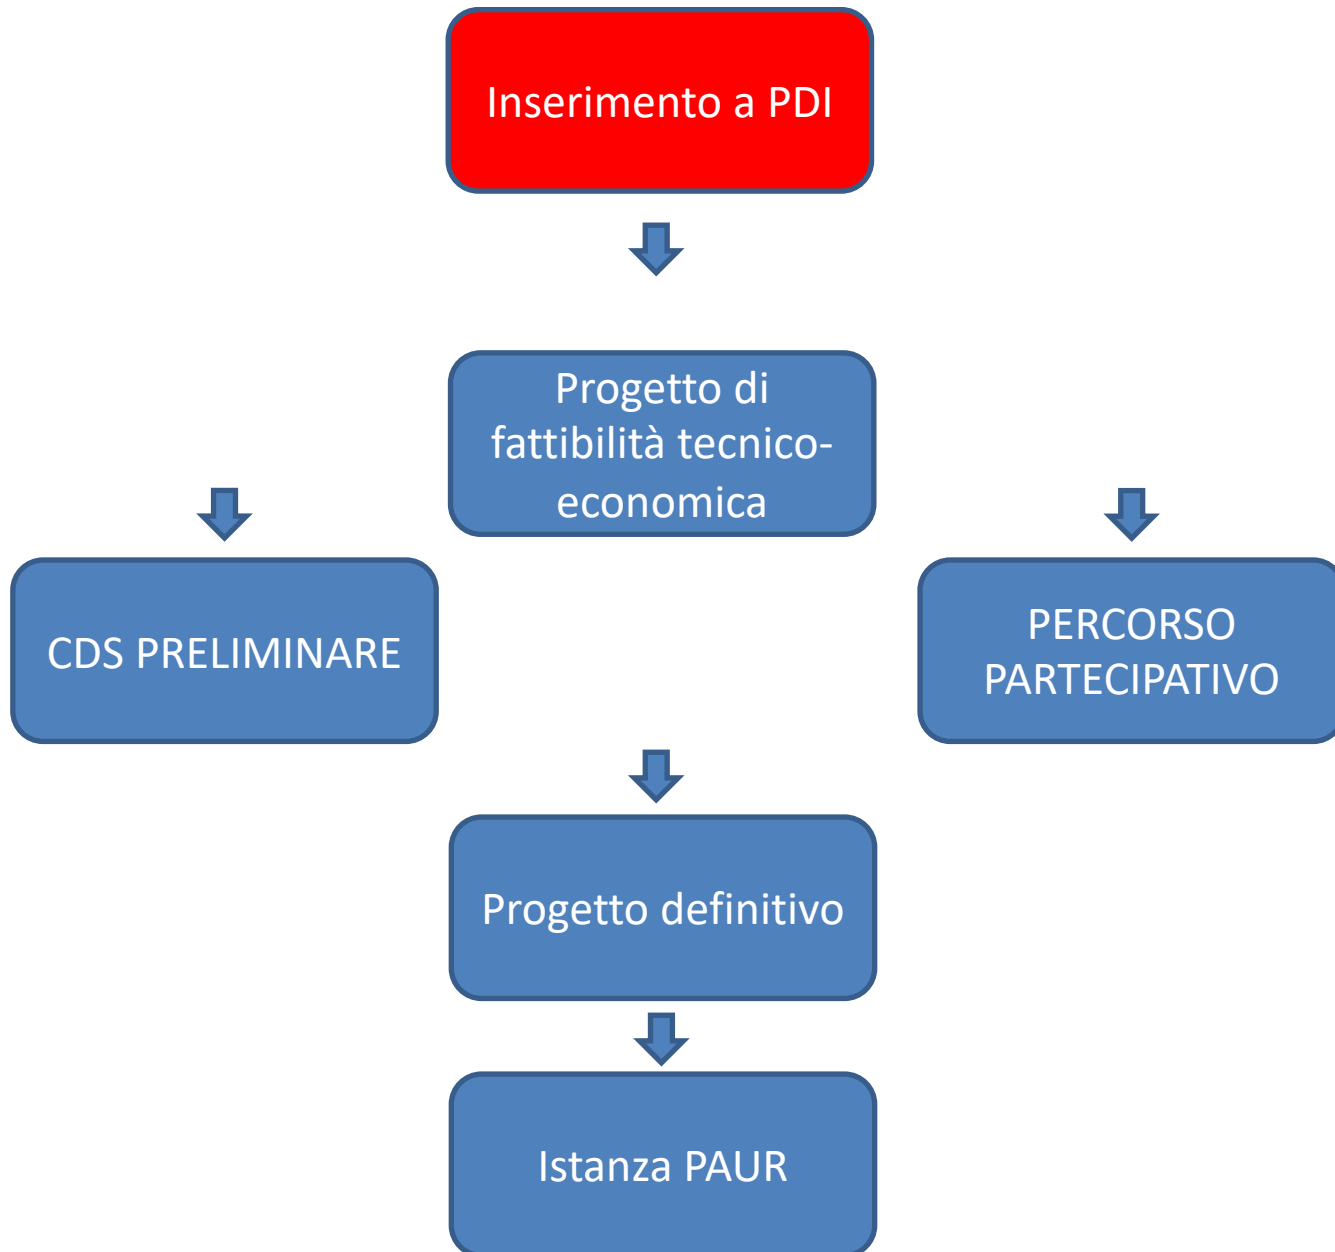 Inserimento a PDI
Progetto di
fattibilità tecnico-
economica
CDS PRELIMINARE
PERCORSO
PARTECIPATIVO
Progetto definitivo
Istanza PAUR